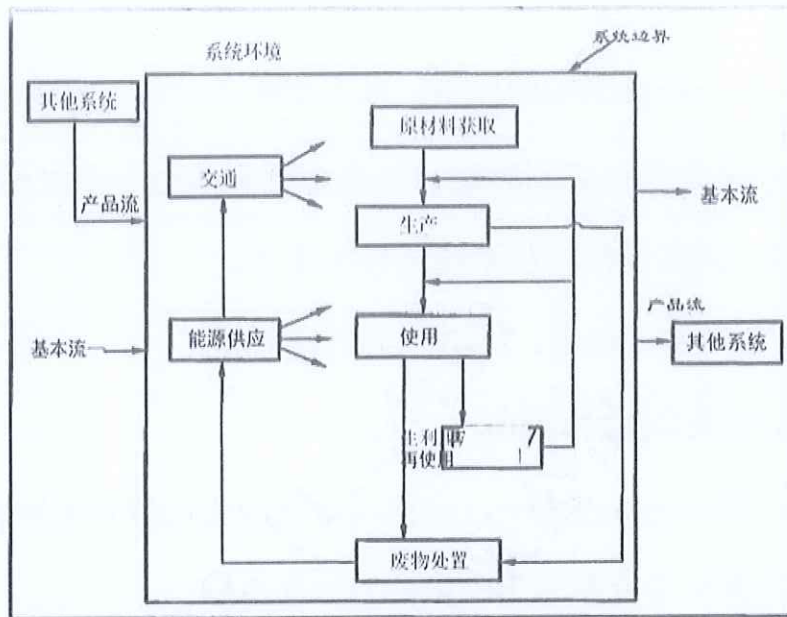 系统环境
系统边界
其他系统
原材料获取
交通
产品流
基本流
生产
产品流
基本流
能源供应
使用
其他系统
再使用
废物处置